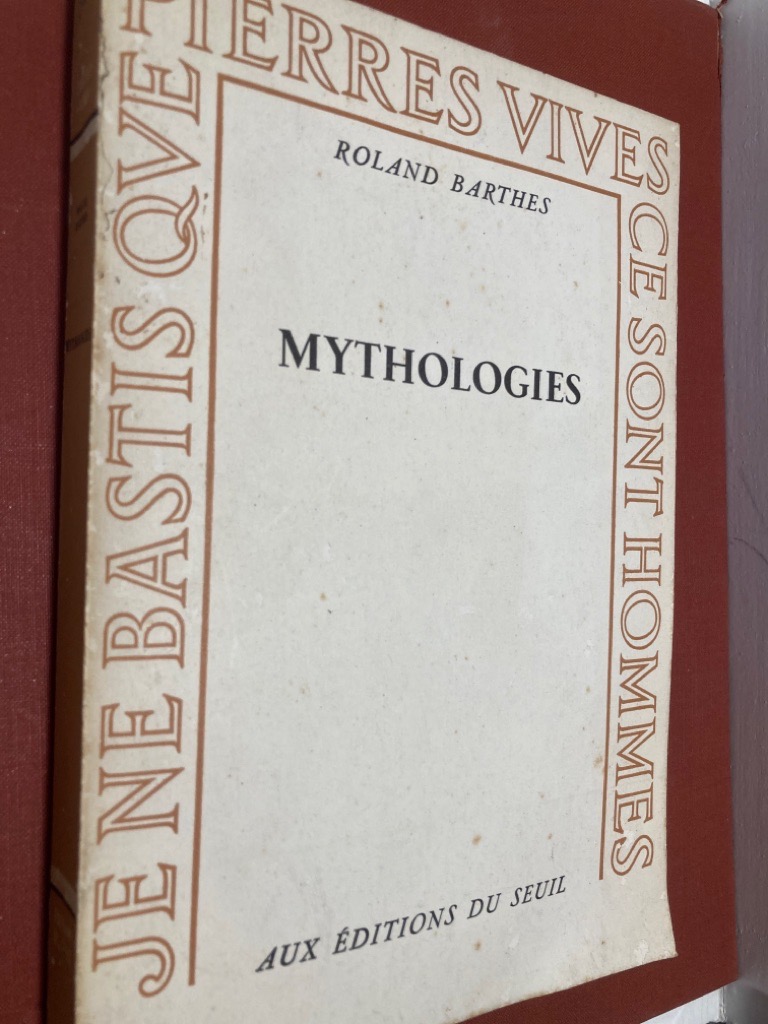 JE NE BASTIS QVE
PIERRES VIVES
CE SONT HOMMES
ROLAND BARTHES
MYTHOLOGIES
AUX ÉDITIONS DU SEUIL